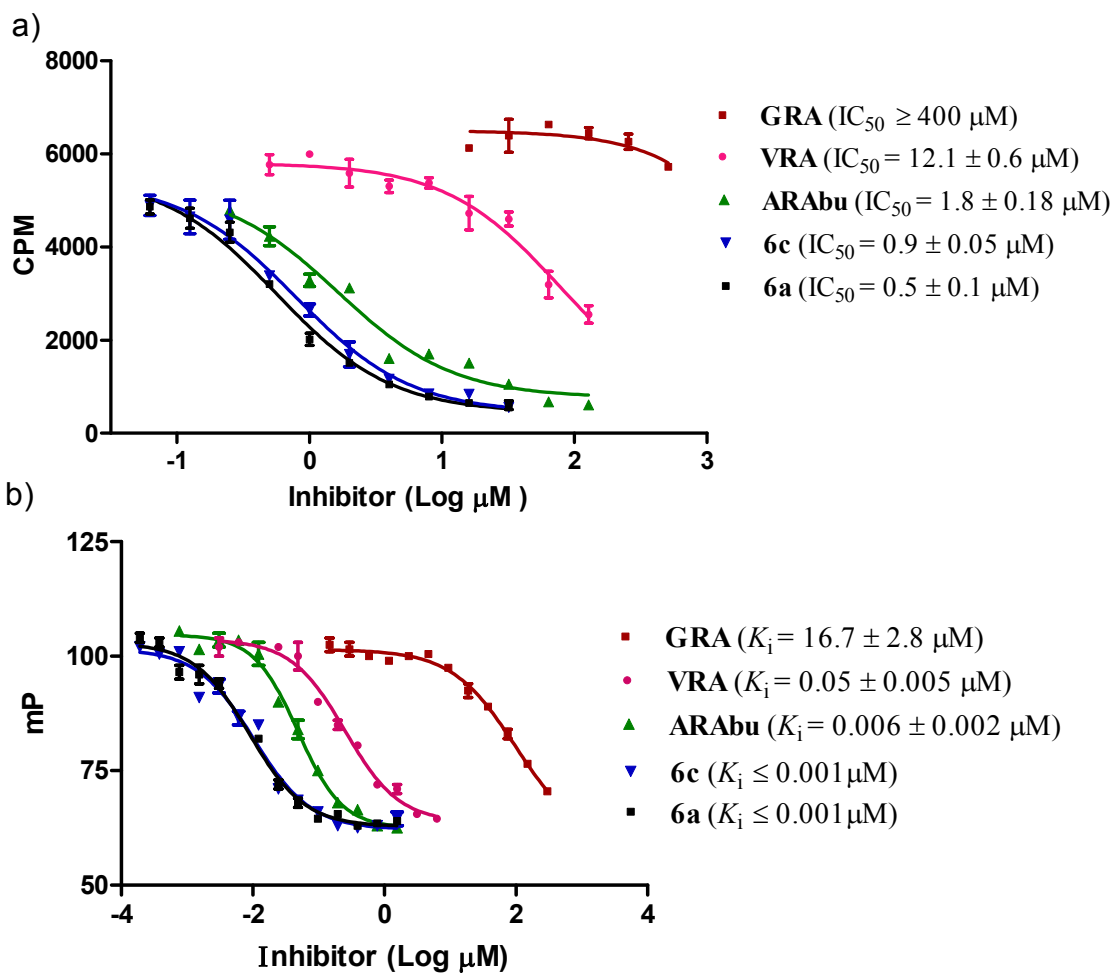 a)
8000
6000
4000
2000
0
CPM
-1 0 1 2 3
Inhibitor (Log µM )
GRA (IC50 ≥ 400 µM)
VRA (IC50 = 12.1 ± 0.6 µM)
ARAbu (IC50 = 1.8 ± 0.18 µM)
6c (IC50 = 0.9 ± 0.05 µM)
6a (IC50 = 0.5 ± 0.1 µM)
b)
125
100
75
50
mP
-4 -2 0 2 4
Inhibitor (Log µM)
GRA (Ki = 16.7 ± 2.8 µM)
VRA (Ki = 0.05 ± 0.005 µM)
ARAbu (Ki = 0.006 ± 0.002 µM)
6c (Ki ≤ 0.001µM)
6a (Ki ≤ 0.001µM)